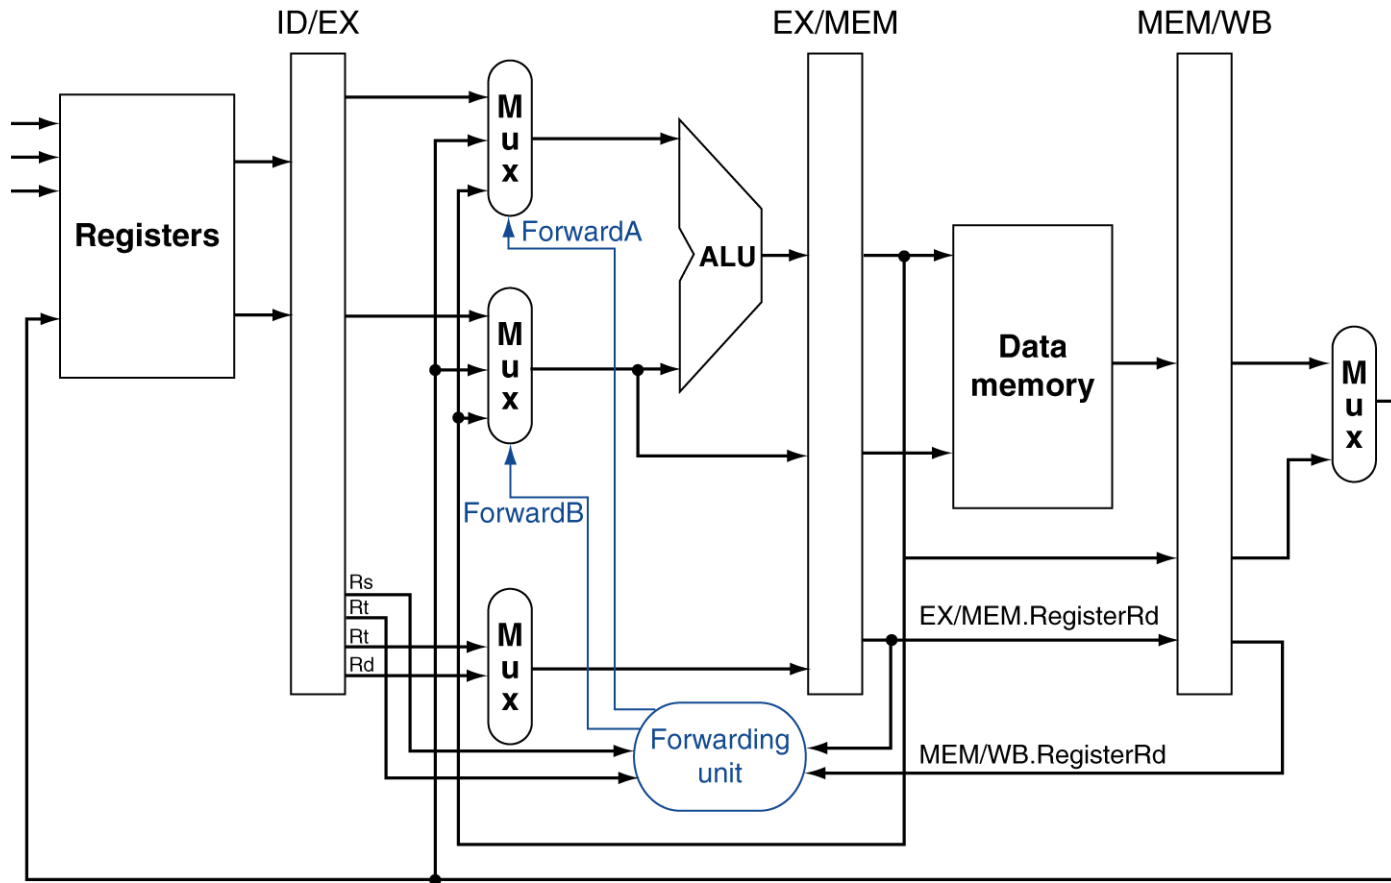 ID/EX
EX/MEM
MEM/WB
Registers
M
u
x
ForwardA
ALU
M
u
x
ForwardB
Data
memory
M
u
x
Rs
Rt
Rt
Rd
M
u
x
EX/MEM.RegisterRd
Forwarding
unit
MEM/WB.RegisterRd